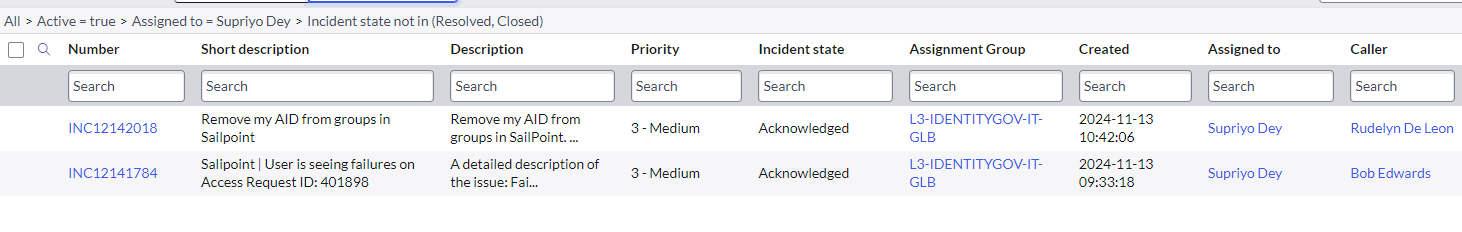 All > Active = true > Assigned to = Supriyo Dey > Incident state not in (Resolved, Closed)
Number Short description Description Priority Incident state Assignment Group Created Assigned to Caller
Search Search Search Search Search Search Search Search Search
INC12142018 Remove my AID from groups in Sailpoint Remove my AID from groups in SailPoint. ... 3 - Medium Acknowledged L3-IDENTITYGOV-IT-GLB 2024-11-13 10:42:06 Supriyo Dey Rudelyn De Leon
INC12141784 Salipoint | User is seeing failures on Access Request ID: 401898 A detailed description of the issue: Fai... 3 - Medium Acknowledged L3-IDENTITYGOV-IT-GLB 2024-11-13 09:33:18 Supriyo Dey Bob Edwards